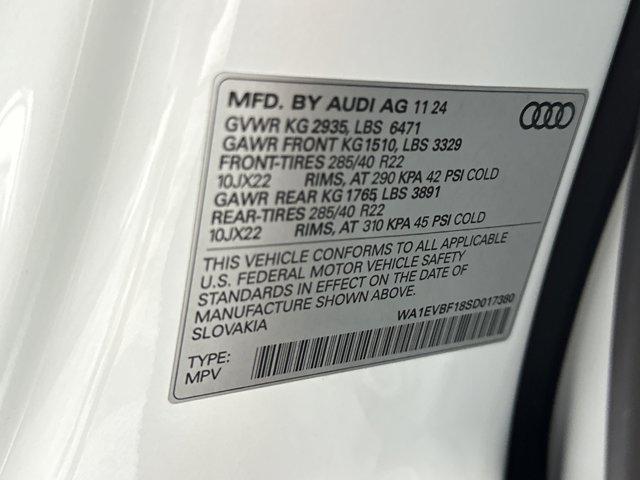 MFD. BY AUDI AG 11 24
GVWR KG 2935, LBS 6471
GAWR FRONT KG1510, LBS 3329
FRONT-TIRES 285/40 R22
10JX22 RIMS, AT 290 KPA 42 PSI COLD
GAWR REAR KG 1765, LBS 3891
REAR-TIRES 285/40 R22
10JX22 RIMS, AT 310 KPA 45 PSI COLD
THIS VEHICLE CONFORMS TO ALL APPLICABLE
U.S. FEDERAL MOTOR VEHICLE SAFETY
STANDARDS IN EFFECT ON THE DATE OF
MANUFACTURE SHOWN ABOVE.
SLOVAKIA
WA1EVBF18SD017380
TYPE:
MPV